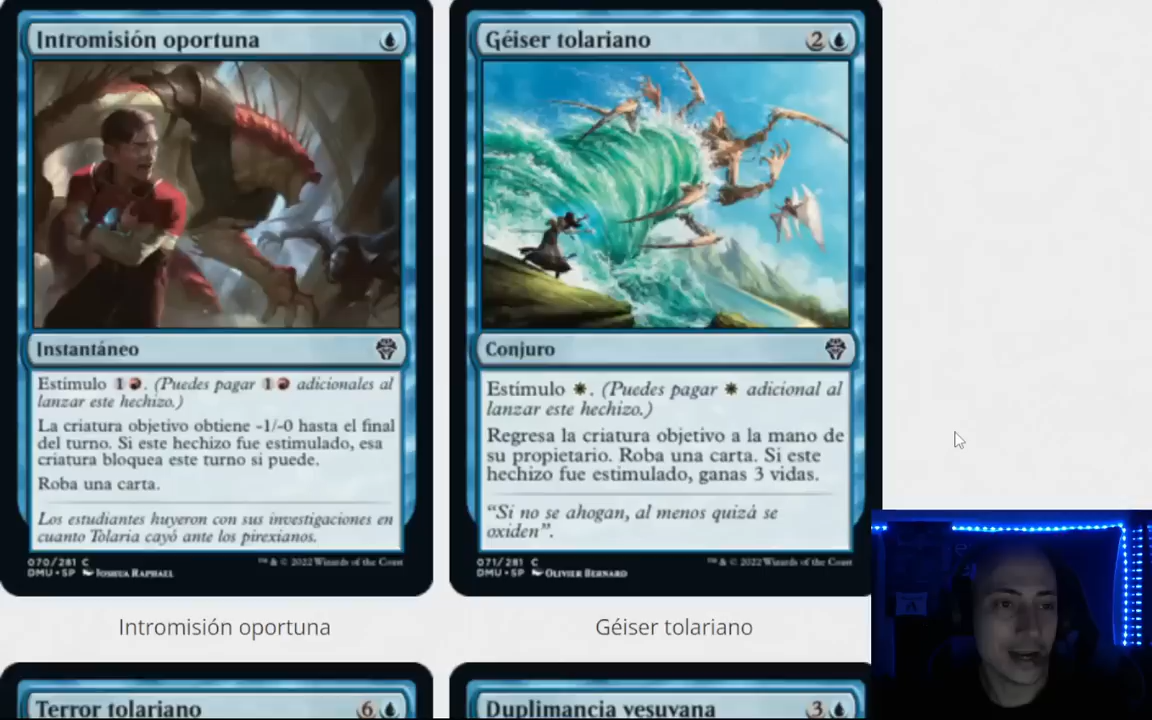 Intromisión oportuna
Instantáneo
Estímulo 1. (Puedes pagar 1 adicionales al
lanzar este hechizo.)
La criatura objetivo obtiene -1/-0 hasta el final
del turno. Si este hechizo fue estimulado, esa
criatura bloquea este turno si puede.
Roba una carta.
Los estudiantes huyeron con sus investigaciones en
cuanto Tolaria cayó ante los pirexianos.
070/281 C
DMU • SP JOSHUA RAPHAEL
™ & © 2022 Wizards of the Coast
Intromisión oportuna
Géiser tolariano 2
Conjuro
Estímulo. (Puedes pagar adicional al
lanzar este hechizo.)
Regresa la criatura objetivo a la mano de
su propietario. Roba una carta. Si este
hechizo fue estimulado, ganas 3 vidas.
“Si no se ahogan, al menos quizá se
oxiden”.
071/281 C
DMU • SP OLIVIER BERNARD
™ & © 2022 Wizards of the Coast
Géiser tolariano
Terror tolariano 6
Duplimancia vesuvana 3